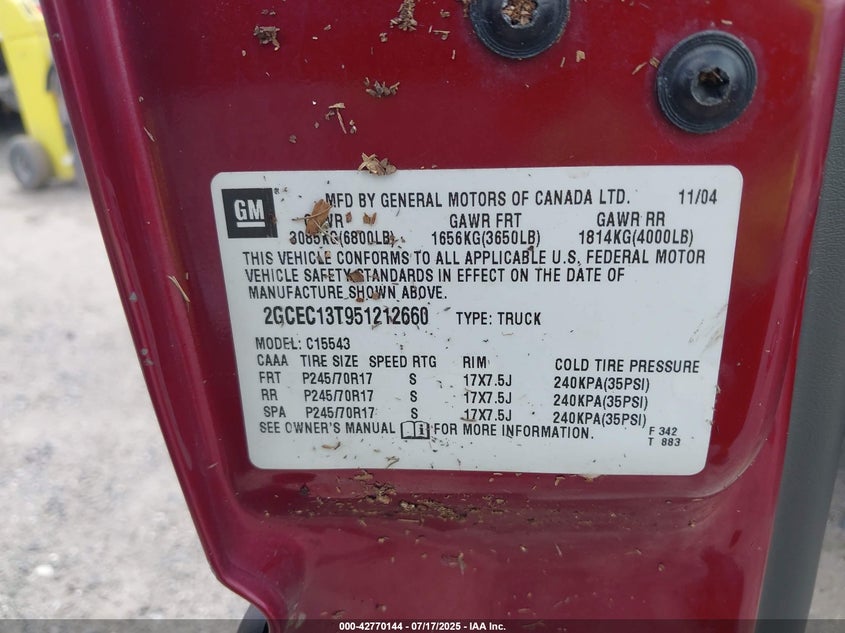 GM
MFD BY GENERAL MOTORS OF CANADA LTD. 11/04
GAWR FRT GAWR RR
3085KG(6800LB) 1656KG(3650LB) 1814KG(4000LB)
THIS VEHICLE CONFORMS TO ALL APPLICABLE U.S. FEDERAL MOTOR
VEHICLE SAFETY STANDARDS IN EFFECT ON THE DATE OF
MANUFACTURE SHOWN ABOVE.
2GCEC13T951212660 TYPE: TRUCK
MODEL: C15543
CAAA TIRE SIZE SPEED RTG RIM COLD TIRE PRESSURE
FRT P245/70R17 S 17X7.5J 240KPA(35PSI)
RR P245/70R17 S 17X7.5J 240KPA(35PSI)
SPA P245/70R17 S 17X7.5J 240KPA(35PSI)
SEE OWNER'S MANUAL FOR MORE INFORMATION.
F 342
T 883
000-42770144 - 07/17/2025 - IAA Inc.